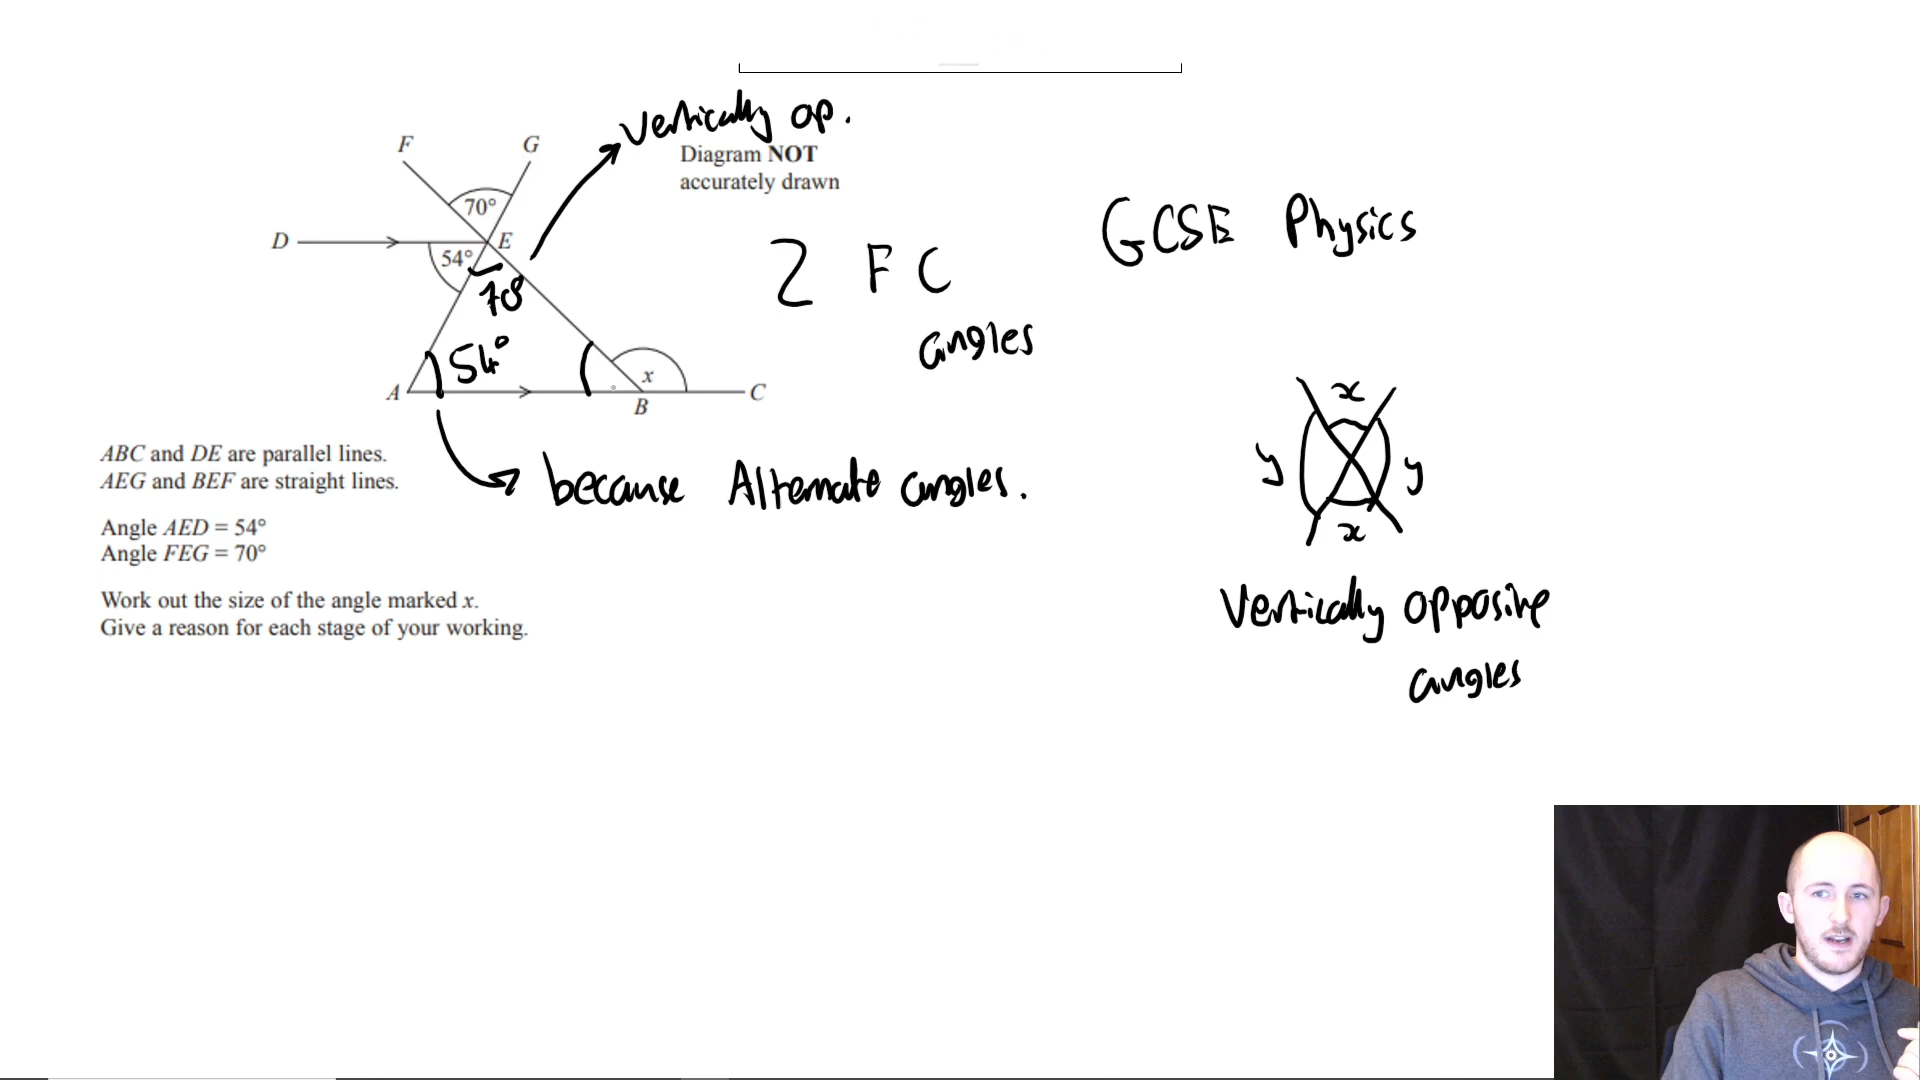 vertically op.
F
G
Diagram NOT
accurately drawn
70°
D
E
54°
70
Z F C
angles
GCSE Physics
54°
x
A
B
C
x
y
y
x
ABC and DE are parallel lines.
AEG and BEF are straight lines.
because Alternate angles.
Angle AED = 54°
Angle FEG = 70°
Work out the size of the angle marked x.
Give a reason for each stage of your working.
Vertically opposite
angles